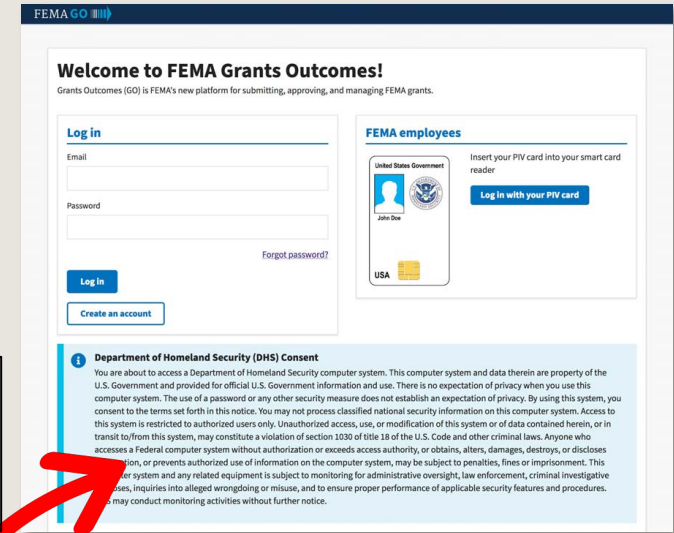 FEMA GO
Welcome to FEMA Grants Outcomes!
Grants Outcomes (GO) is FEMA's new platform for submitting, approving, and managing FEMA grants.
Log in
Email
Password
Forgot password?
Log in
Create an account
FEMA employees
United States Government
John Doe
USA
Insert your PIV card into your smart card
reader
Log in with your PIV card
Department of Homeland Security (DHS) Consent
You are about to access a Department of Homeland Security computer system. This computer system and data therein are property of the
U.S. Government and provided for official U.S. Government information and use. There is no expectation of privacy when you use this
computer system. The use of a password or any other security measure does not establish an expectation of privacy. By using this system, you
consent to the terms set forth in this notice. You may not process classified national security information on this computer system. Access to
this system is restricted to authorized users only. Unauthorized access, use, or modification of this system or of data contained herein, or in
transit to/from this system, may constitute a violation of section 1030 of title 18 of the U.S. Code and other criminal laws. Anyone who
accesses a Federal computer system without authorization or exceeds access authority, or obtains, alters, damages, destroys, or discloses
or prevents authorized use of information on the computer system, may be subject to penalties, fines or imprisonment. This
system and any related equipment is subject to monitoring for administrative oversight, law enforcement, criminal investigative
inquiries into alleged wrongdoing or misuse, and to ensure proper performance of applicable security features and procedures.
may conduct monitoring activities without further notice.